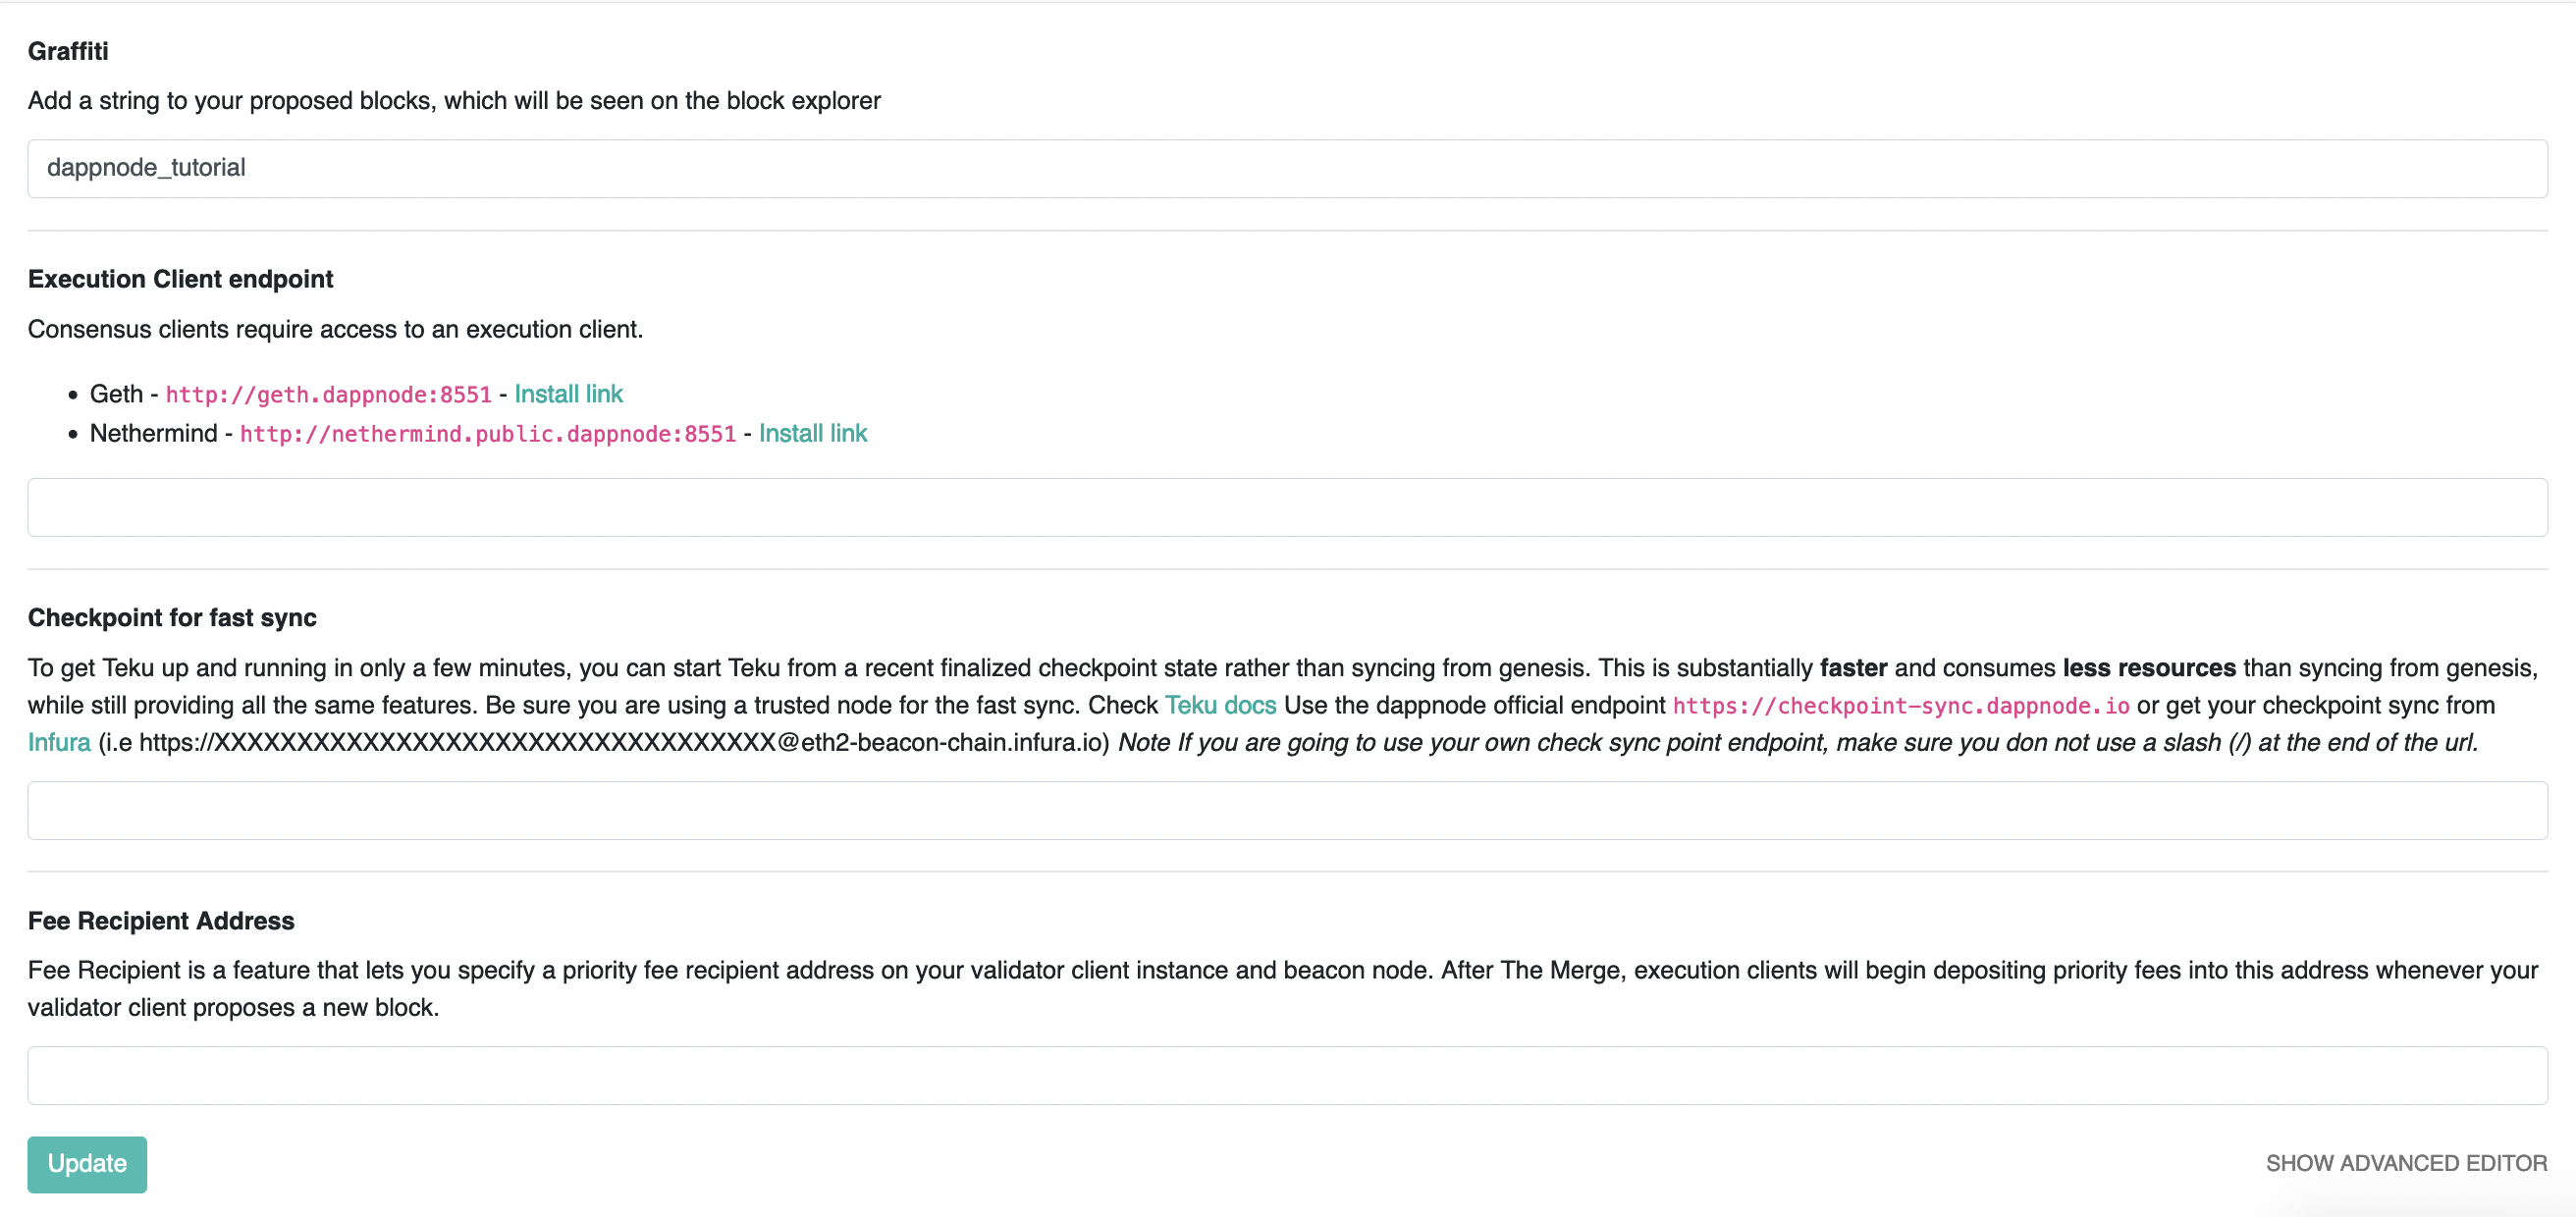 Graffiti
Add a string to your proposed blocks, which will be seen on the block explorer
dappnode_tutorial
Execution Client endpoint
Consensus clients require access to an execution client.
• Geth - http://geth.dappnode:8551 - Install link
• Nethermind - http://nethermind.public.dappnode:8551 - Install link
Checkpoint for fast sync
To get Teku up and running in only a few minutes, you can start Teku from a recent finalized checkpoint state rather than syncing from genesis. This is substantially faster and consumes less resources than syncing from genesis,
while still providing all the same features. Be sure you are using a trusted node for the fast sync. Check Teku docs Use the dappnode official endpoint https://checkpoint-sync.dappnode.io or get your checkpoint sync from
Infura (i.e https://XXXXXXXXXXXXXXXXXXXXXXXXXXXXXXXXXX@eth2-beacon-chain.infura.io) Note If you are going to use your own check sync point endpoint, make sure you don not use a slash (/) at the end of the url.
Fee Recipient Address
Fee Recipient is a feature that lets you specify a priority fee recipient address on your validator client instance and beacon node. After The Merge, execution clients will begin depositing priority fees into this address whenever your
validator client proposes a new block.
Update
SHOW ADVANCED EDITOR